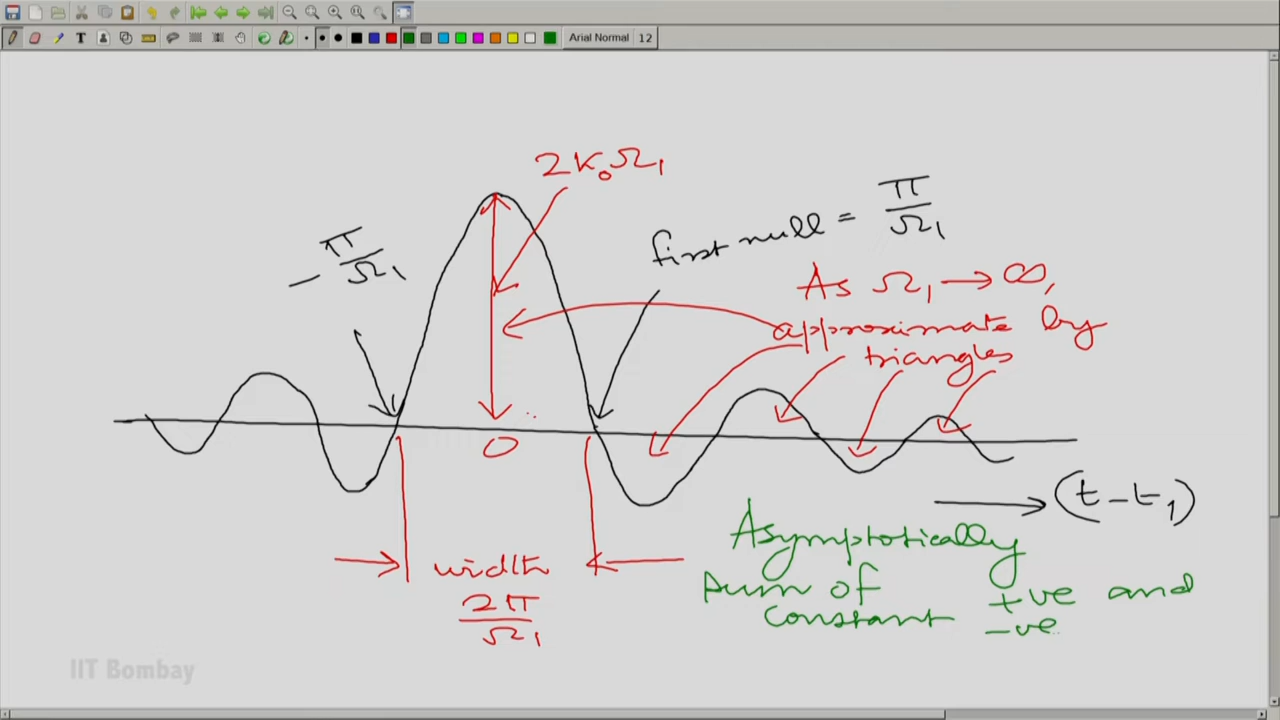 Arial Normal 12
2K₀Ω₁
first null = π/Ω₁
- π/Ω₁
As Ω₁ → ∞,
approximate by
triangles
0
(t-t₁)
Asymptotically
sum of
constant +ve and
-ve
width
2π/Ω₁
IIT Bombay